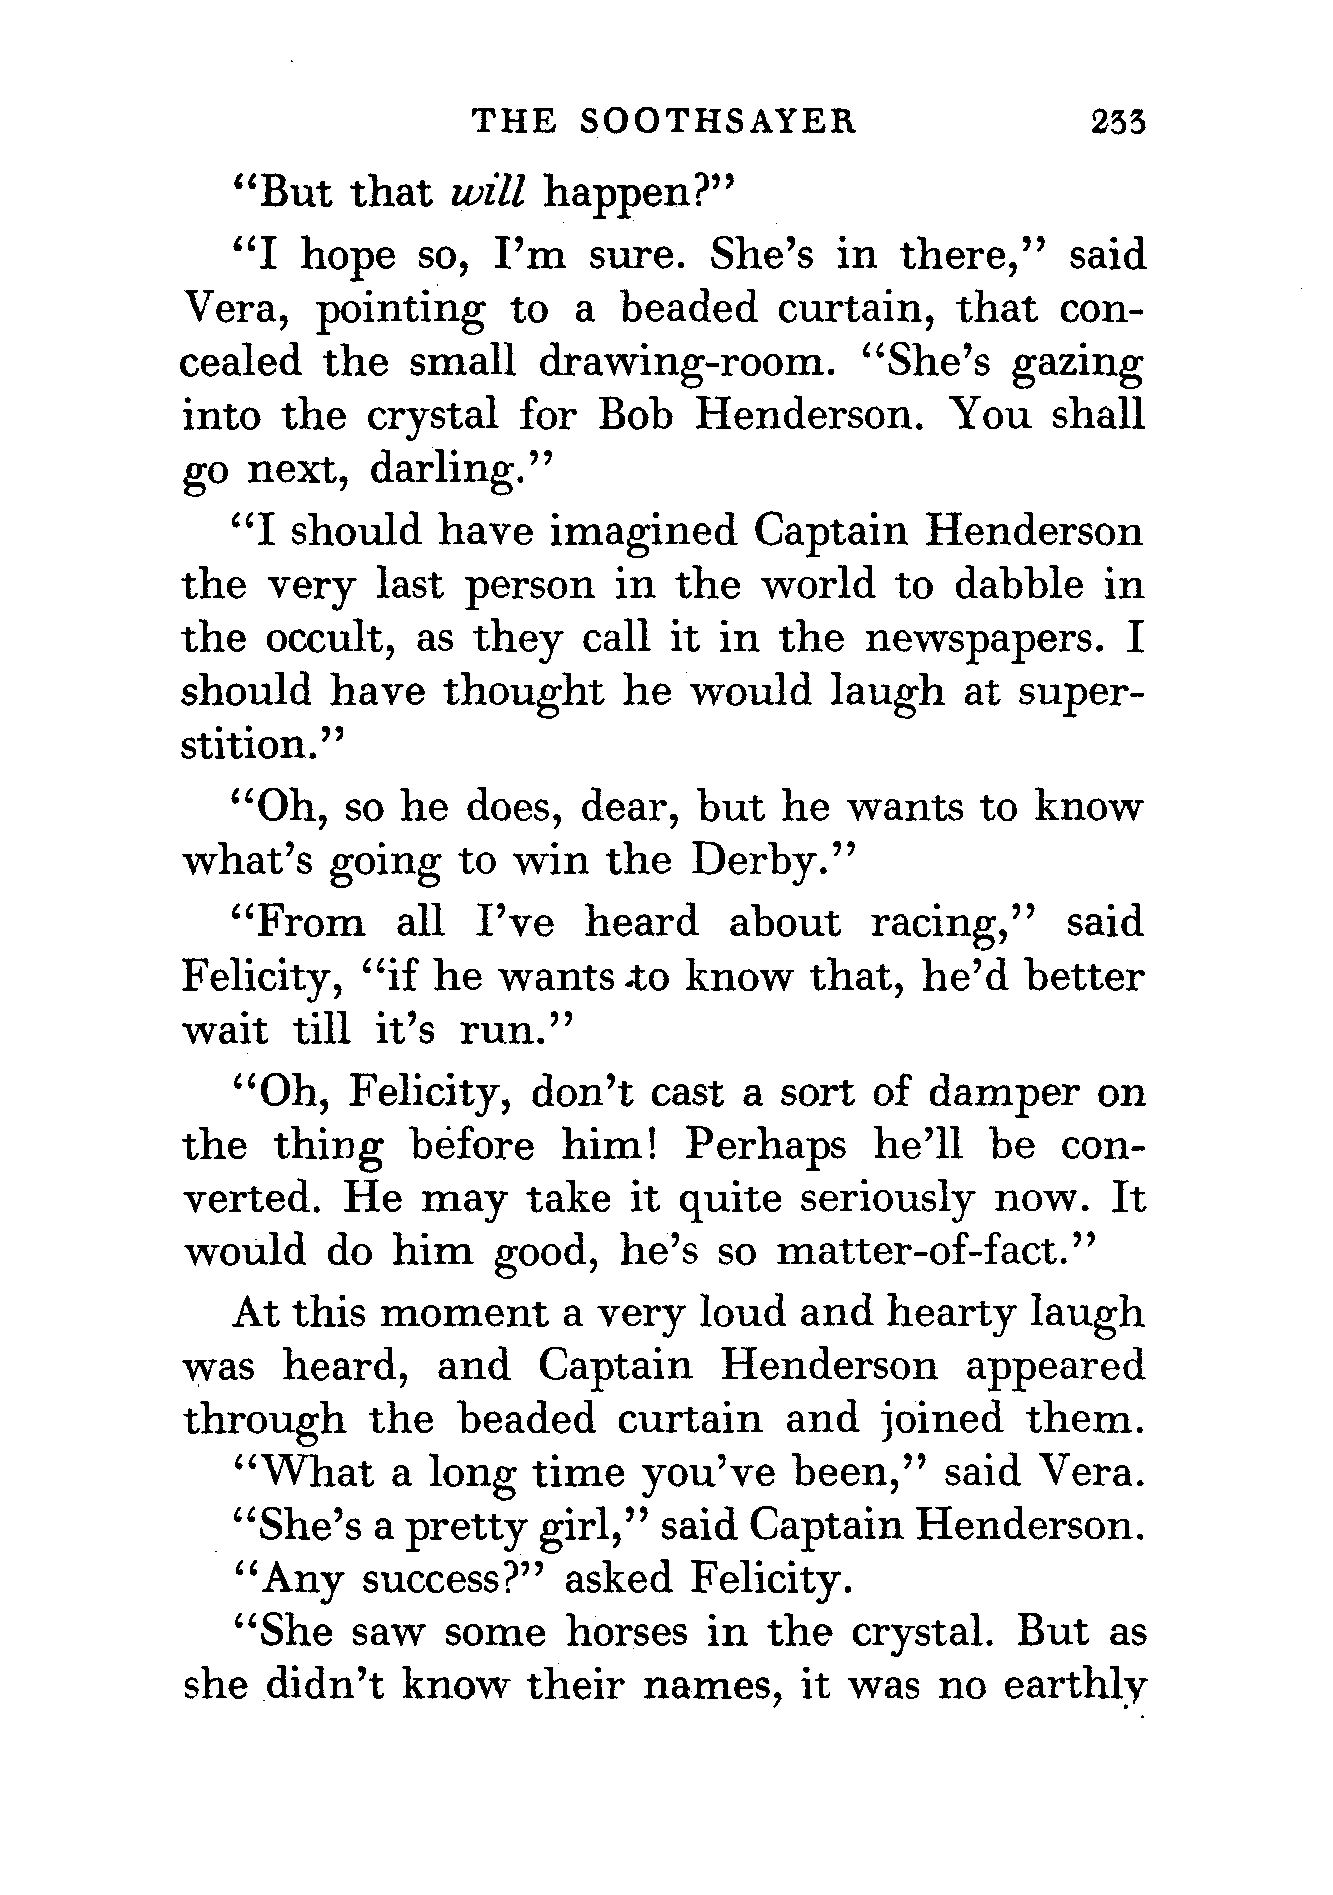 THE SOOTHSAYER 233
“But that will happen?”
“I hope so, I’m sure. She’s in there,” said
Vera, pointing to a beaded curtain, that con-
cealed the small drawing-room. “She’s gazing
into the crystal for Bob Henderson. You shall
go next, darling.”
“I should have imagined Captain Henderson
the very last person in the world to dabble in
the occult, as they call it in the newspapers. I
should have thought he would laugh at super-
stition.”
“Oh, so he does, dear, but he wants to know
what’s going to win the Derby.”
“From all I’ve heard about racing,” said
Felicity, “if he wants to know that, he’d better
wait till it’s run.”
“Oh, Felicity, don’t cast a sort of damper on
the thing before him! Perhaps he’ll be con-
verted. He may take it quite seriously now. It
would do him good, he’s so matter-of-fact.”
At this moment a very loud and hearty laugh
was heard, and Captain Henderson appeared
through the beaded curtain and joined them.
“What a long time you’ve been,” said Vera.
“She’s a pretty girl,” said Captain Henderson.
“Any success?” asked Felicity.
“She saw some horses in the crystal. But as
she didn’t know their names, it was no earthly